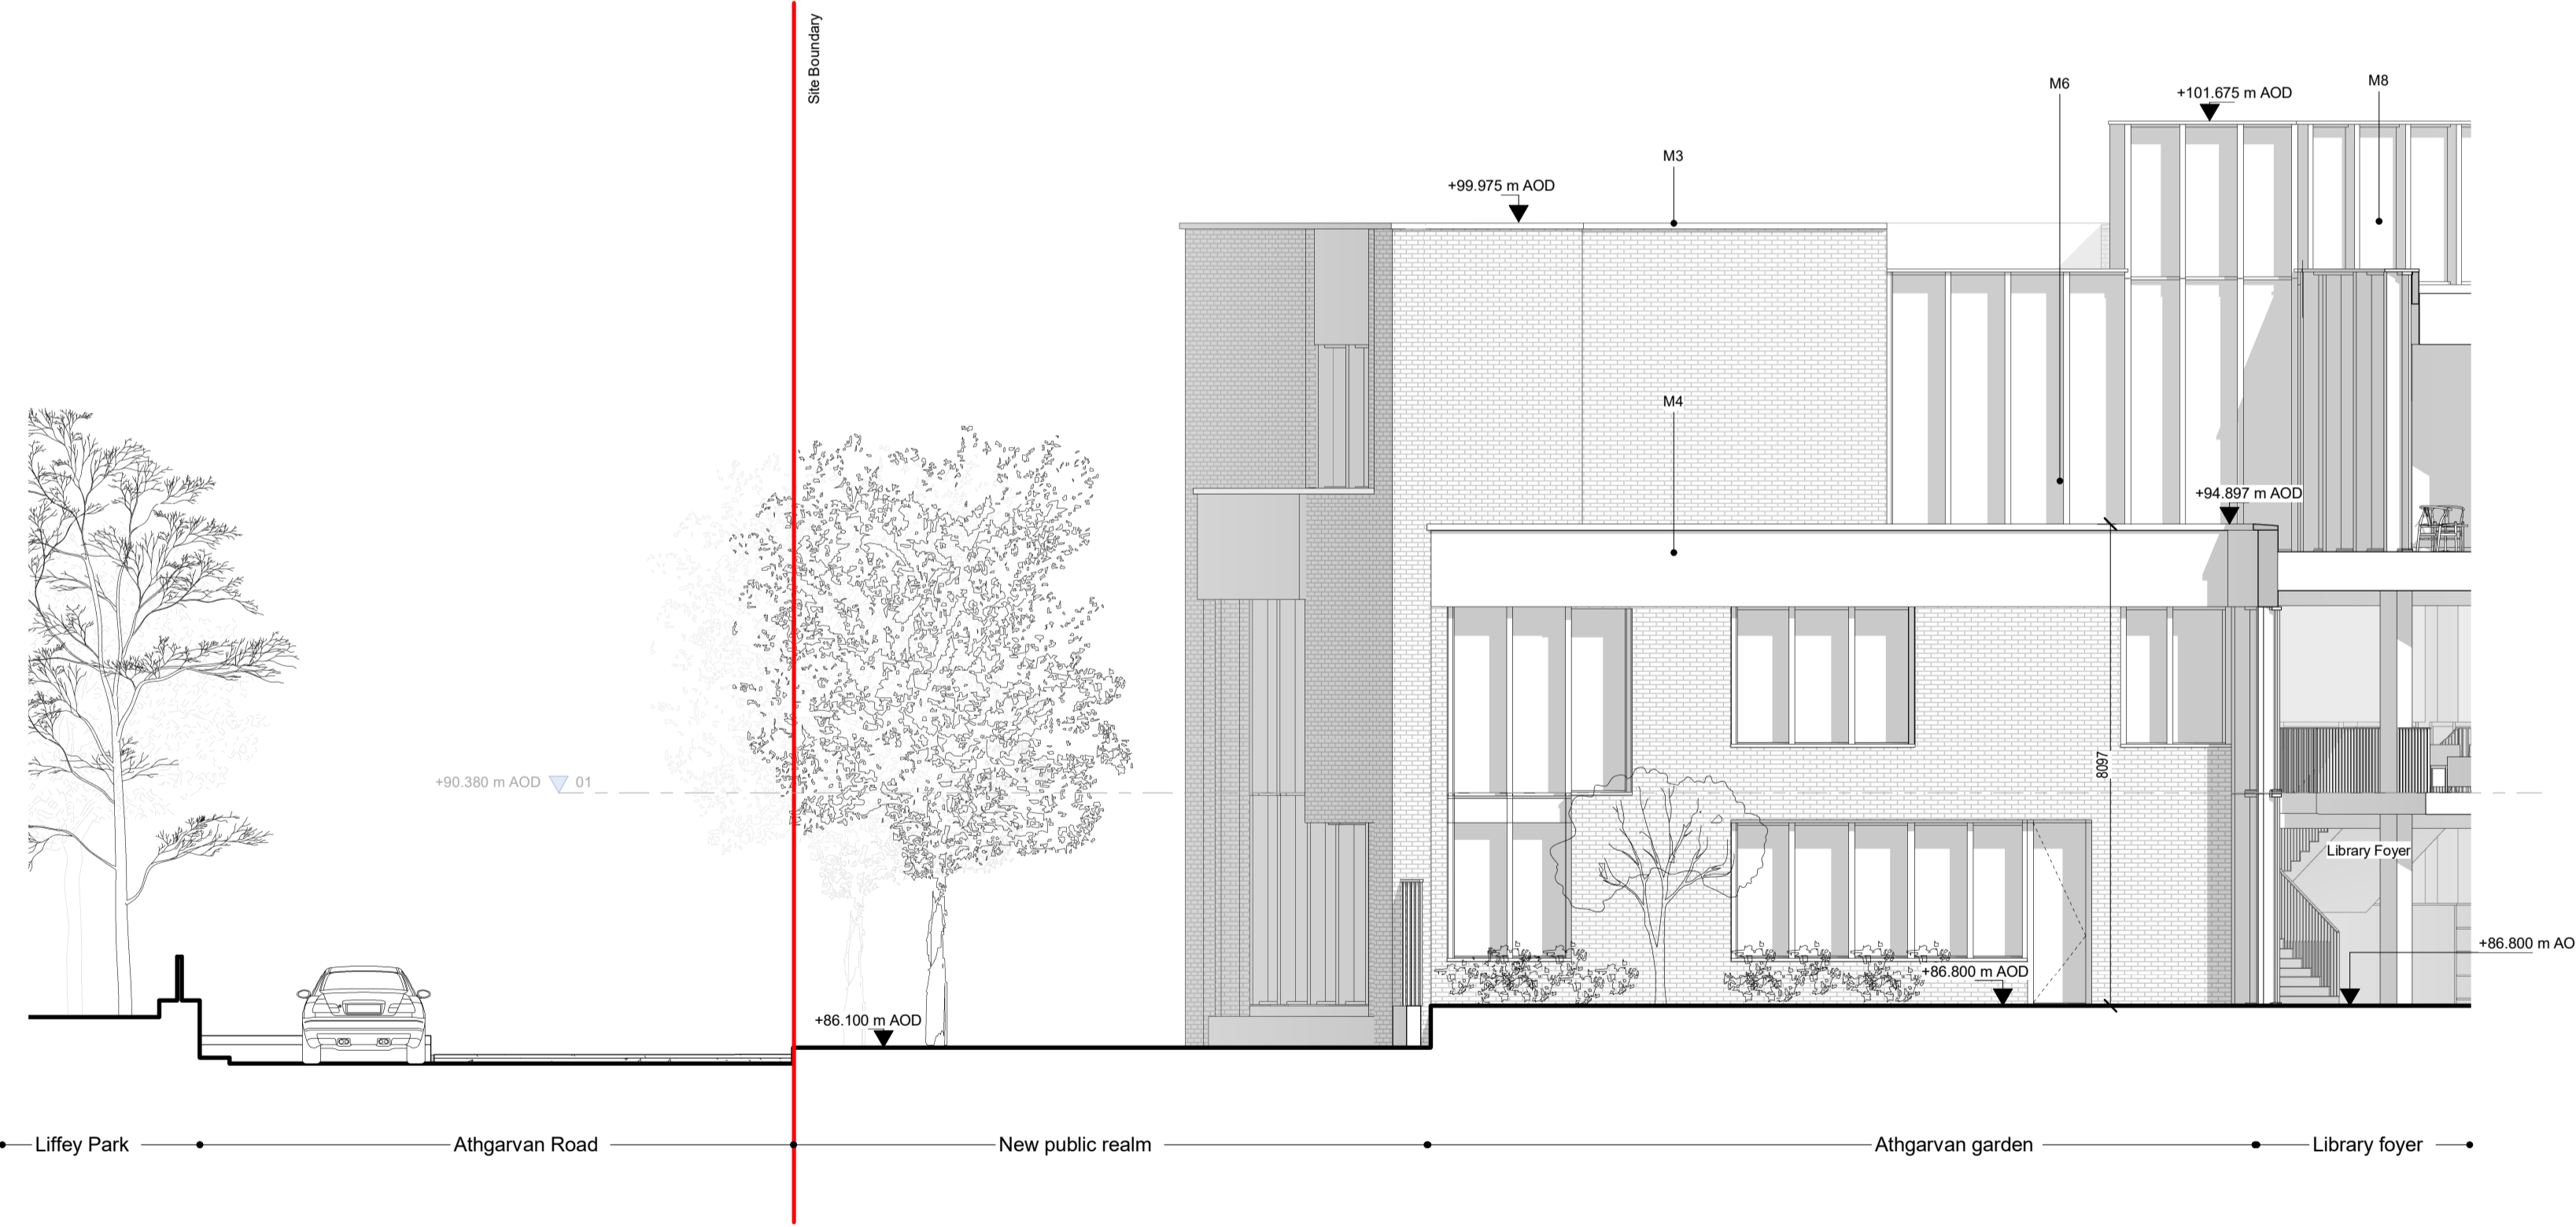 Site Boundary
M6
M8
+101.675 m AOD
M3
+99.975 m AOD
M4
+94.897 m AOD
+90.380 m AOD 01
8097
Library Foyer
+86.800 m AO
+86.800 m AOD
+86.100 m AOD
Liffey Park
Athgarvan Road
New public realm
Athgarvan garden
Library foyer